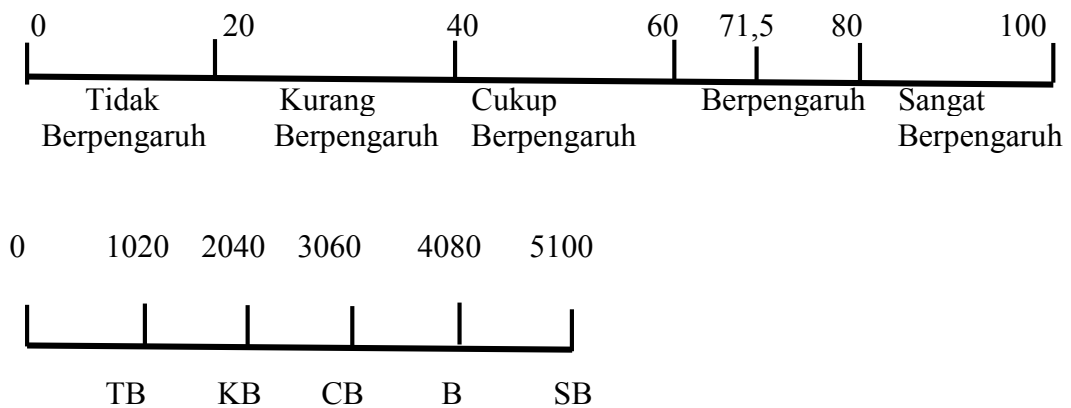 0 20 40 60 71,5 80 100
Tidak Kurang Cukup Berpengaruh Sangat
Berpengaruh Berpengaruh Berpengaruh Berpengaruh
0 1020 2040 3060 4080 5100
TB KB CB B SB